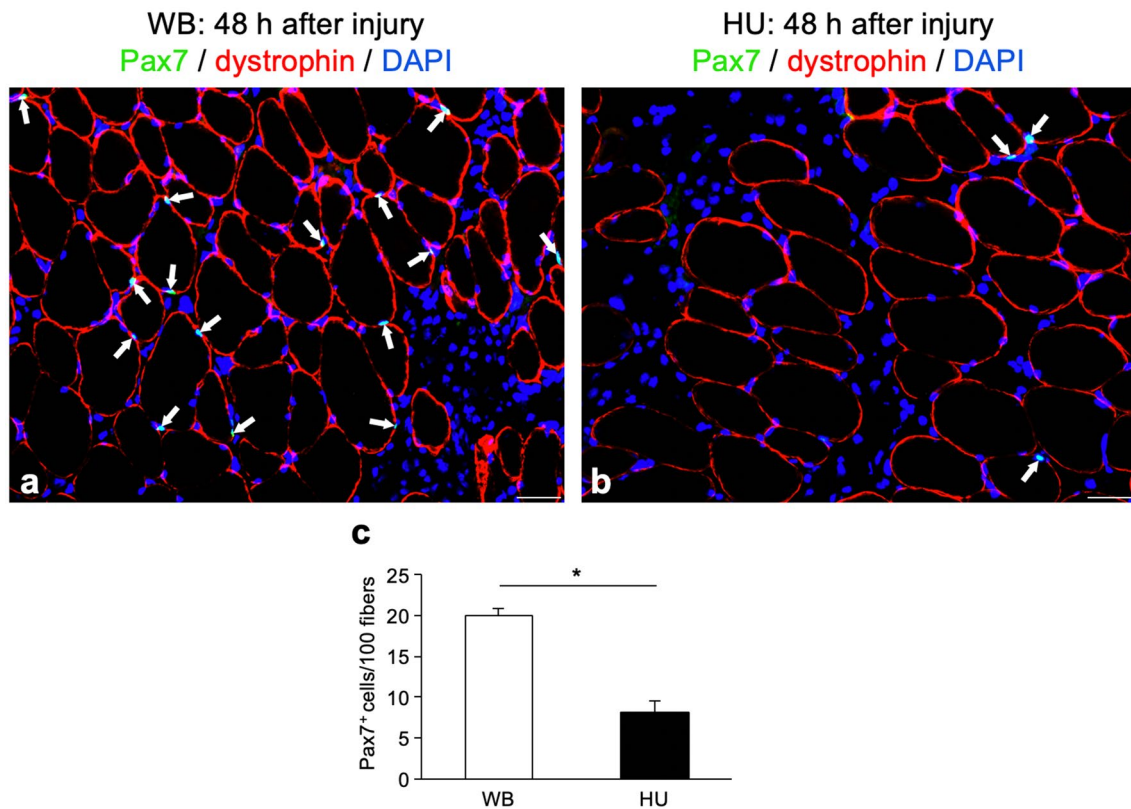 WB: 48 h after injury
Pax7 / dystrophin / DAPI
HU: 48 h after injury
Pax7 / dystrophin / DAPI
a
b
c
*
Pax7⁺ cells/100 fibers
25
20
15
10
5
0
WB
HU